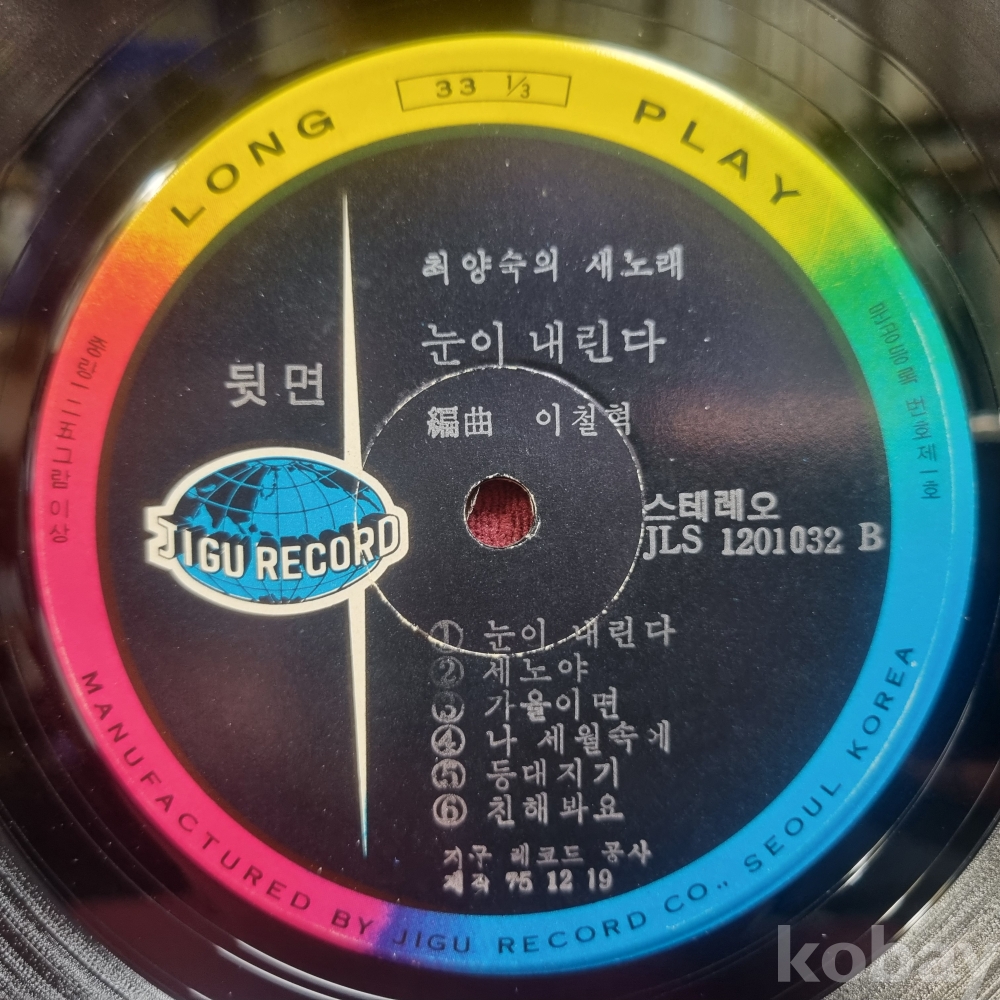 LONG 33 1/3 PLAY
최양숙의 새노래
눈이 내린다
뒷면
編曲 이철혁
JIGU RECORD
스테레오
JLS 1201032 B
① 눈이 내린다
② 세노야
③ 가을이면
④ 나 세월속게
⑤ 등대지기
⑥ 친해봐요
지구 레코드 공사
제작 75 12 19
MANUFACTURED BY JIGU RECORD CO., SEOUL KOREA
kobay